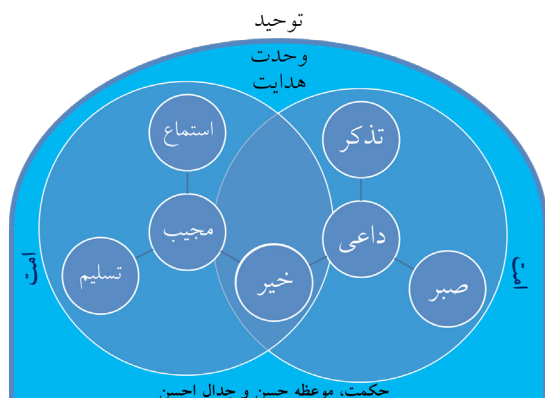 توحید
وحدت
هدایت
تذکر
استماع
داعی
مجیب
صبر
خیر
تسلیم
امت
امت
حکمت، موعظه حسن و جدال احسن